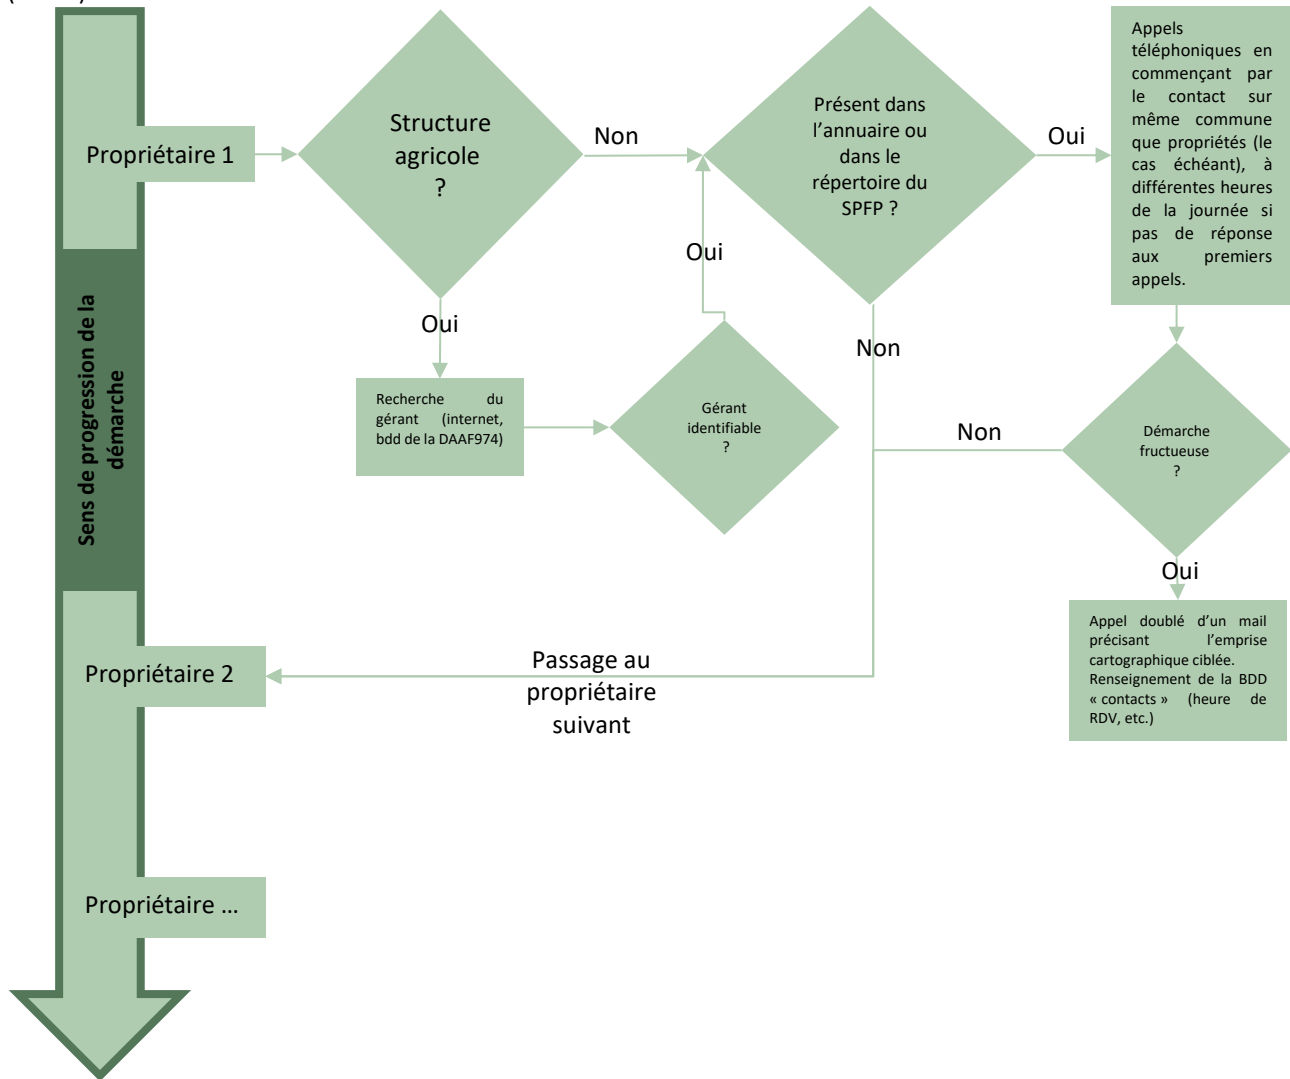 Propriétaire 1
Structure
agricole
?
Non
Présent dans
l'annuaire ou
dans le
répertoire du
SPFP ?
Oui
Appels
téléphoniques en
commençant par
le contact sur
même commune
que propriétés (le
cas échéant), à
différentes heures
de la journée si
pas de réponse
aux premiers
appels.
Oui
Oui
Non
Sens de progression de la
démarche
Recherche du
gérant (internet,
bdd de la DAAF974)
Gérant
identifiable
?
Non
Démarche
fructueuse
?
Oui
Appel doublé d'un mail
précisant l'emprise
cartographique ciblée.
Renseignement de la BDD
« contacts » (heure de
RDV, etc.)
Propriétaire 2
Passage au
propriétaire
suivant
Propriétaire ...